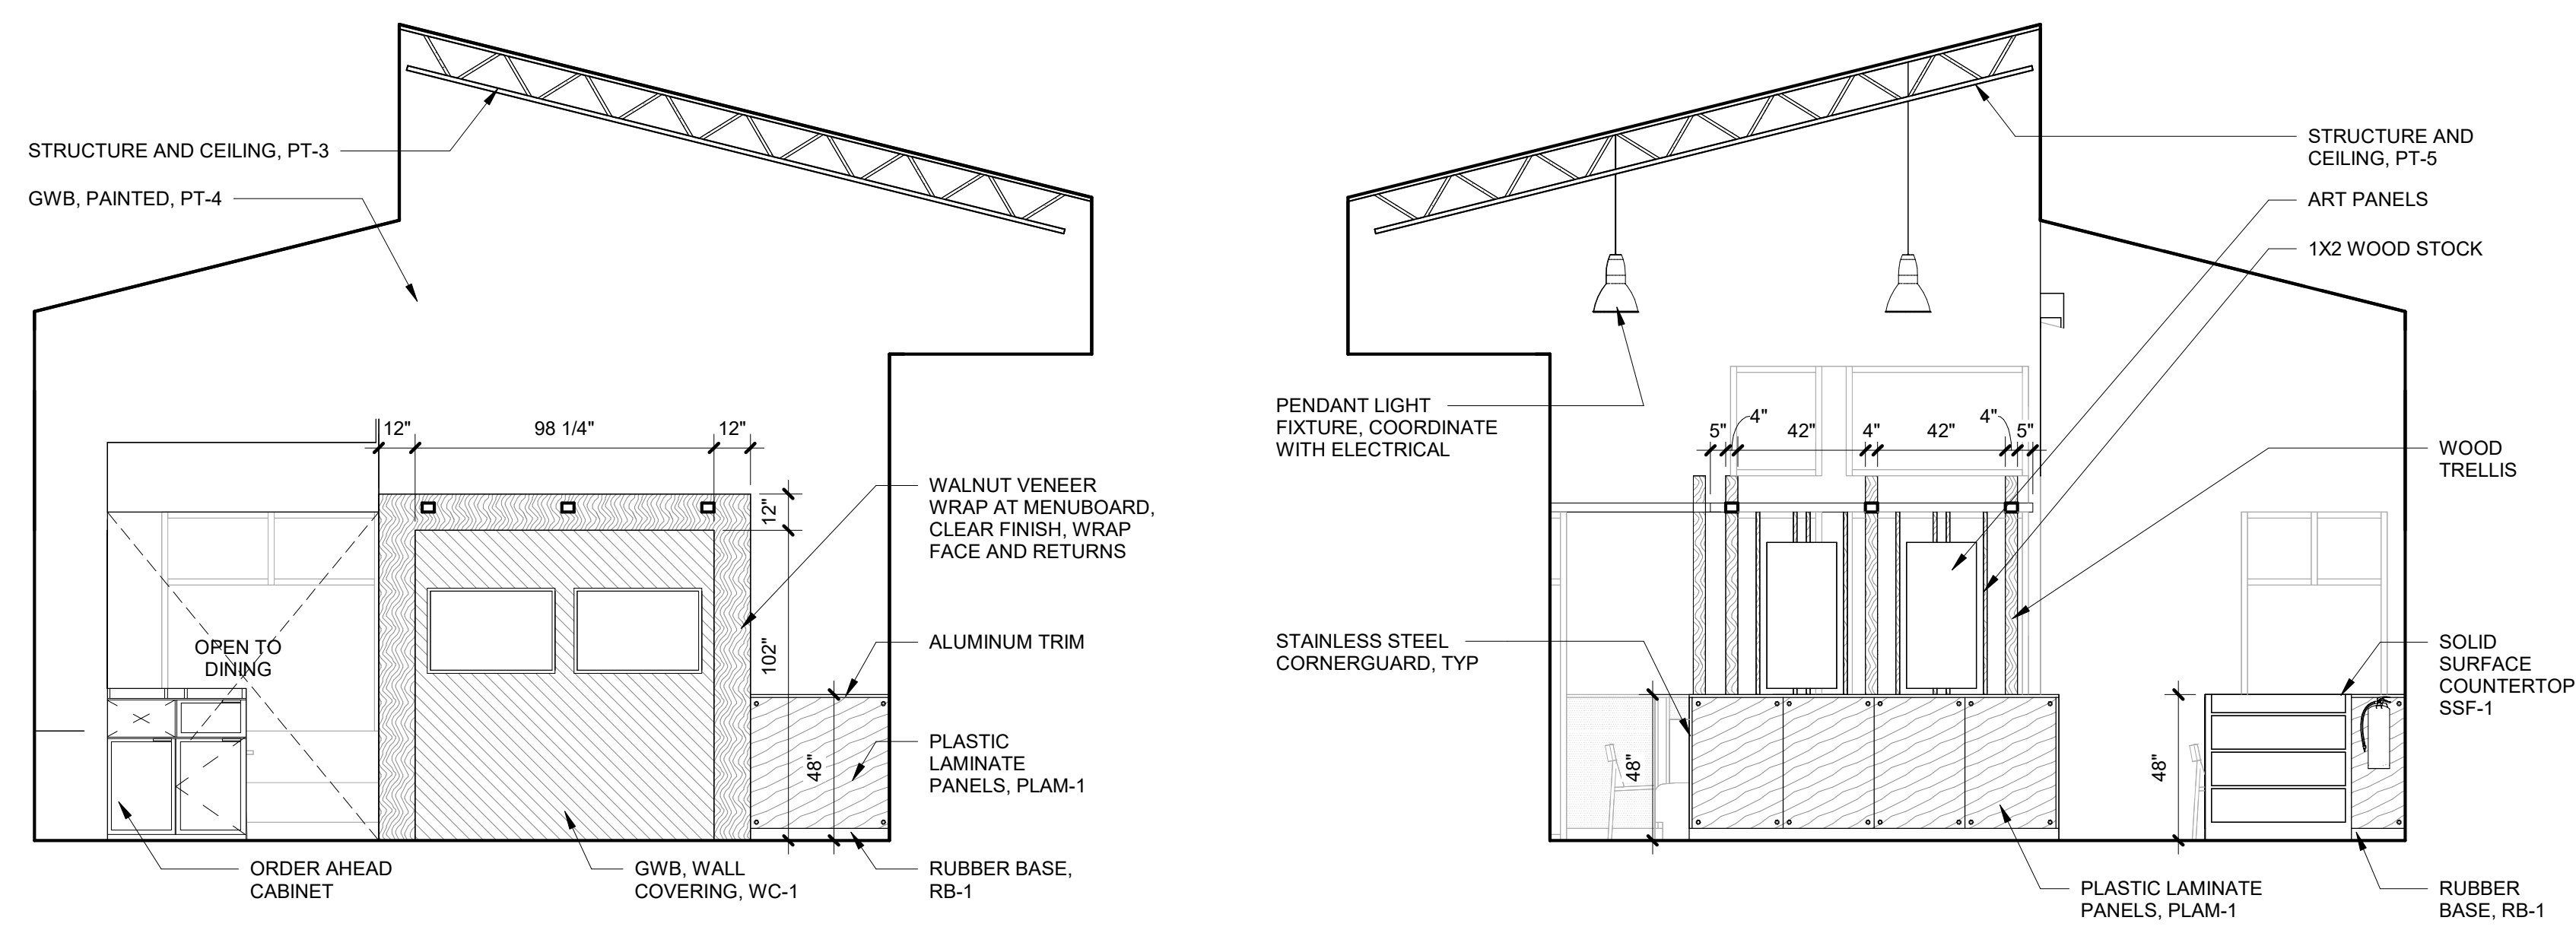 STRUCTURE AND CEILING, PT-3
GWB, PAINTED, PT-4
12"
98 1/4"
12"
12"
102"
48"
OPEN TO
DINING
WALNUT VENEER
WRAP AT MENUBOARD,
CLEAR FINISH, WRAP
FACE AND RETURNS
ALUMINUM TRIM
PLASTIC
LAMINATE
PANELS, PLAM-1
ORDER AHEAD
CABINET
GWB, WALL
COVERING, WC-1
RUBBER BASE,
RB-1
STRUCTURE AND
CEILING, PT-5
ART PANELS
1X2 WOOD STOCK
PENDANT LIGHT
FIXTURE, COORDINATE
WITH ELECTRICAL
5"
4"
42"
4"
42"
4"
5"
WOOD
TRELLIS
STAINLESS STEEL
CORNERGUARD, TYP
SOLID
SURFACE
COUNTERTOP
SSF-1
48"
48"
PLASTIC LAMINATE
PANELS, PLAM-1
RUBBER
BASE, RB-1